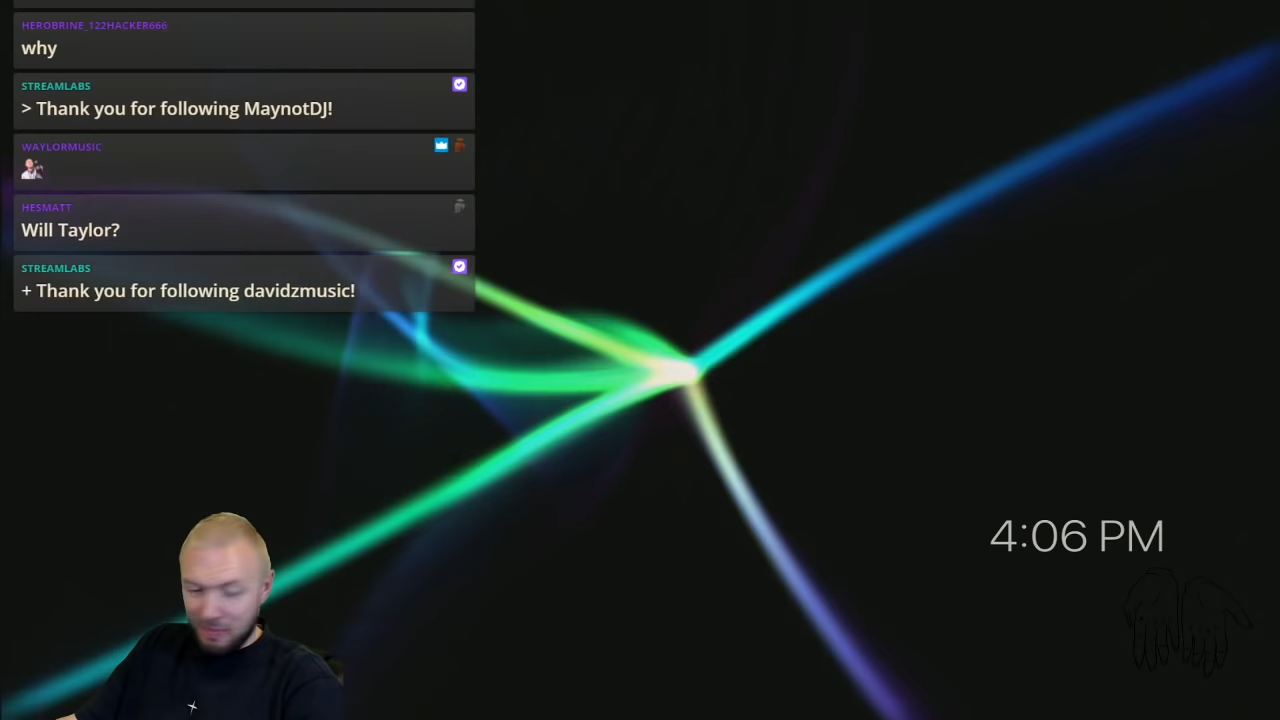 HEROBRINE_122HACKER666
why
STREAMLABS
> Thank you for following MaynotDJ!
WAYLORMUSIC
HESMATT
Will Taylor?
STREAMLABS
+ Thank you for following davidzmusic!
4:06 PM